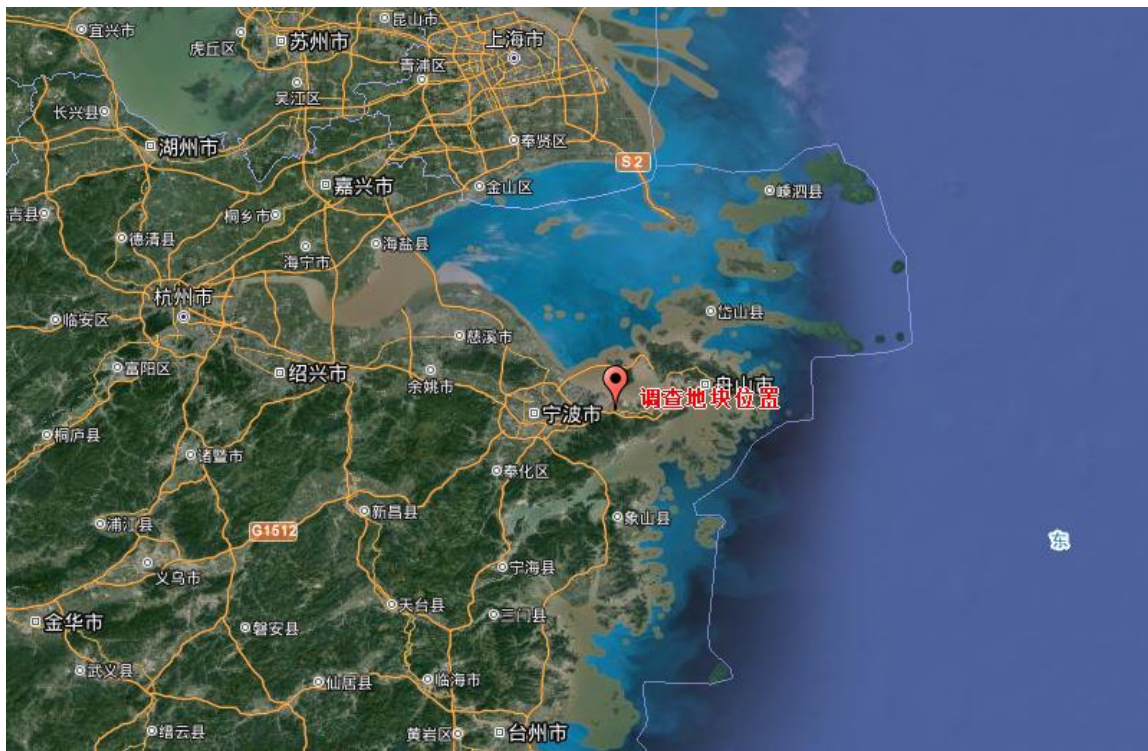 宜兴市
昆山市
虎丘区
苏州市
上海市
青浦区
吴江区
长兴县
奉贤区
湖州市
S2
嘉兴市
金山区
嵊泗县
吉县
桐乡市
德清县
海盐县
海宁市
杭州市
临安区
岱山县
慈溪市
富阳区
绍兴市
余姚市
舟山市
调查地块位置
宁波市
桐庐县
诸暨市
奉化区
新昌县
象山县
浦江县
G1512
东
义乌市
宁海县
天台县
三门县
金华市
磐安县
武义县
仙居县
临海市
缙云县
黄岩区
台州市